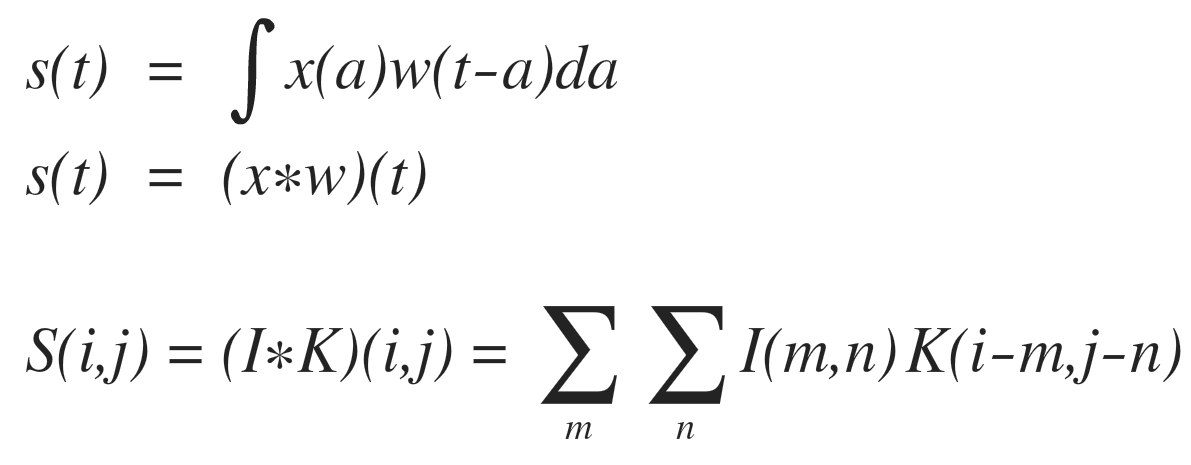 s(t) = ∫ x(a)w(t−a)da
s(t) = (x∗w)(t)
S(i,j) = (I∗K)(i,j) = ∑ ∑ I(m,n) K(i−m,j−n)
m n